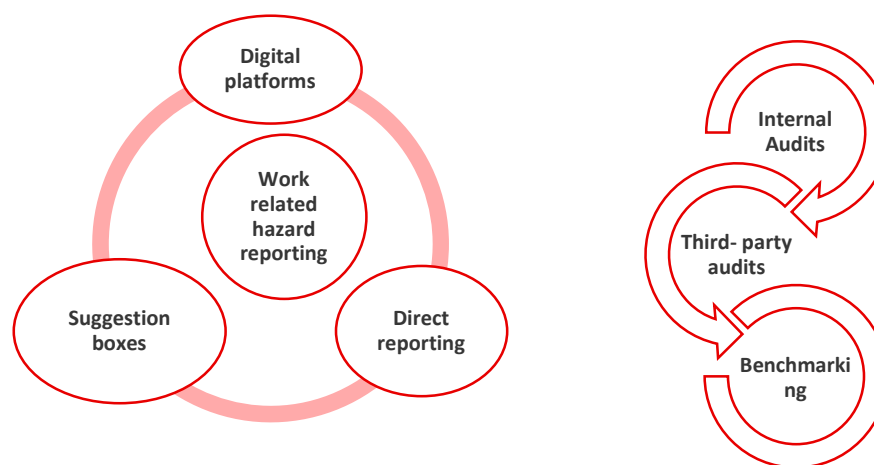 Digital
platforms
Work
related
hazard
reporting
Suggestion
boxes
Direct
reporting
Internal
Audits
Third- party
audits
Benchmarki
ng